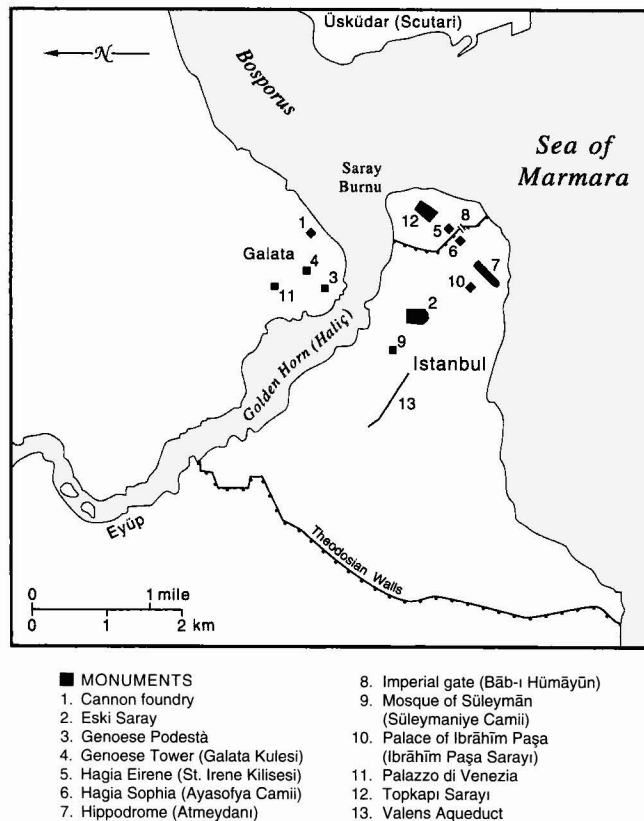 Üsküdar (Scutari)
N
Bosporus
Sea of
Marmara
Saray
Burnu
12
8
5
6
1
Galata
4
3
11
7
10
2
9
Istanbul
Golden Horn (Haliç)
13
Eyüp
Theodosian Walls
0 1 mile
0 1 2 km
MONUMENTS
1. Cannon foundry
2. Eski Saray
3. Genoese Podestà
4. Genoese Tower (Galata Kulesi)
5. Hagia Eirene (St. Irene Kilisesi)
6. Hagia Sophia (Ayasofya Camii)
7. Hippodrome (Atmeydanı)
8. Imperial gate (Bāb-ı Hümāyūn)
9. Mosque of Süleymān
(Süleymaniye Camii)
10. Palace of Ibrāhīm Paşa
(Ibrāhīm Paşa Sarayı)
11. Palazzo di Venezia
12. Topkapı Sarayı
13. Valens Aqueduct